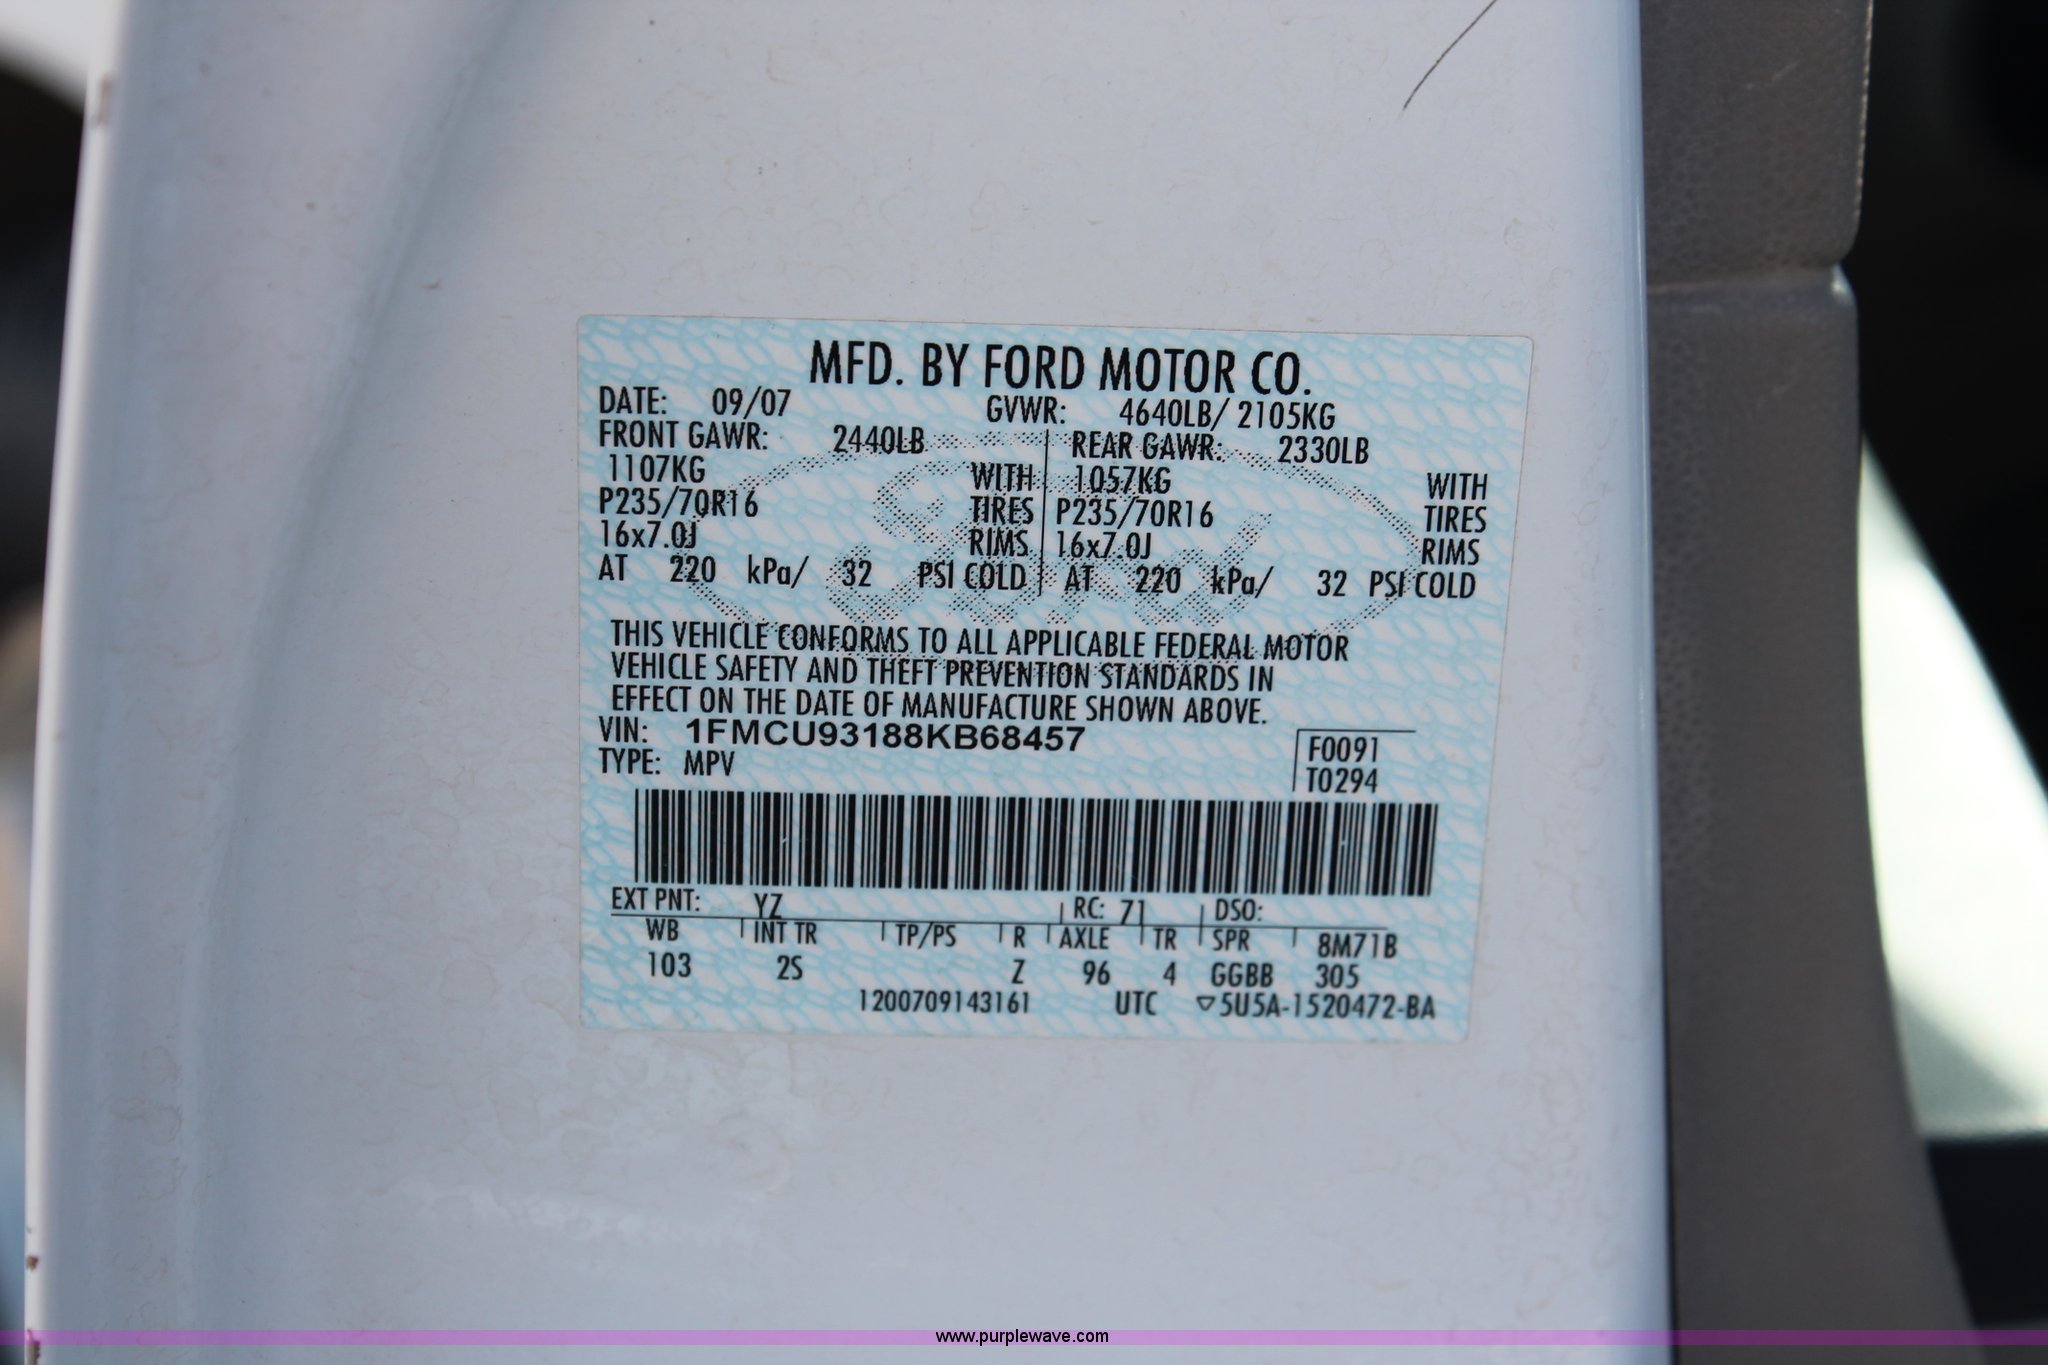 MFD. BY FORD MOTOR CO.
DATE: 09/07 GVWR: 4640LB/ 2105KG
FRONT GAWR: 2440LB REAR GAWR: 2330LB
1107KG WITH 1057KG WITH
P235/70R16 TIRES P235/70R16 TIRES
16x7.0J RIMS 16x7.0J RIMS
AT 220 kPa/ 32 PSI COLD AT 220 kPa/ 32 PSI COLD
THIS VEHICLE CONFORMS TO ALL APPLICABLE FEDERAL MOTOR
VEHICLE SAFETY AND THEFT PREVENTION STANDARDS IN
EFFECT ON THE DATE OF MANUFACTURE SHOWN ABOVE.
VIN: 1FMCU93188KB68457 F0091
TYPE: MPV T0294
EXT PNT: YZ RC: 71 DSO:
WB INT TR TP/PS R AXLE TR SPR 8M71B
103 2S Z 96 4 GGBB 305
1200709143161 UTC ▽5U5A-1520472-BA
www.purplewave.com